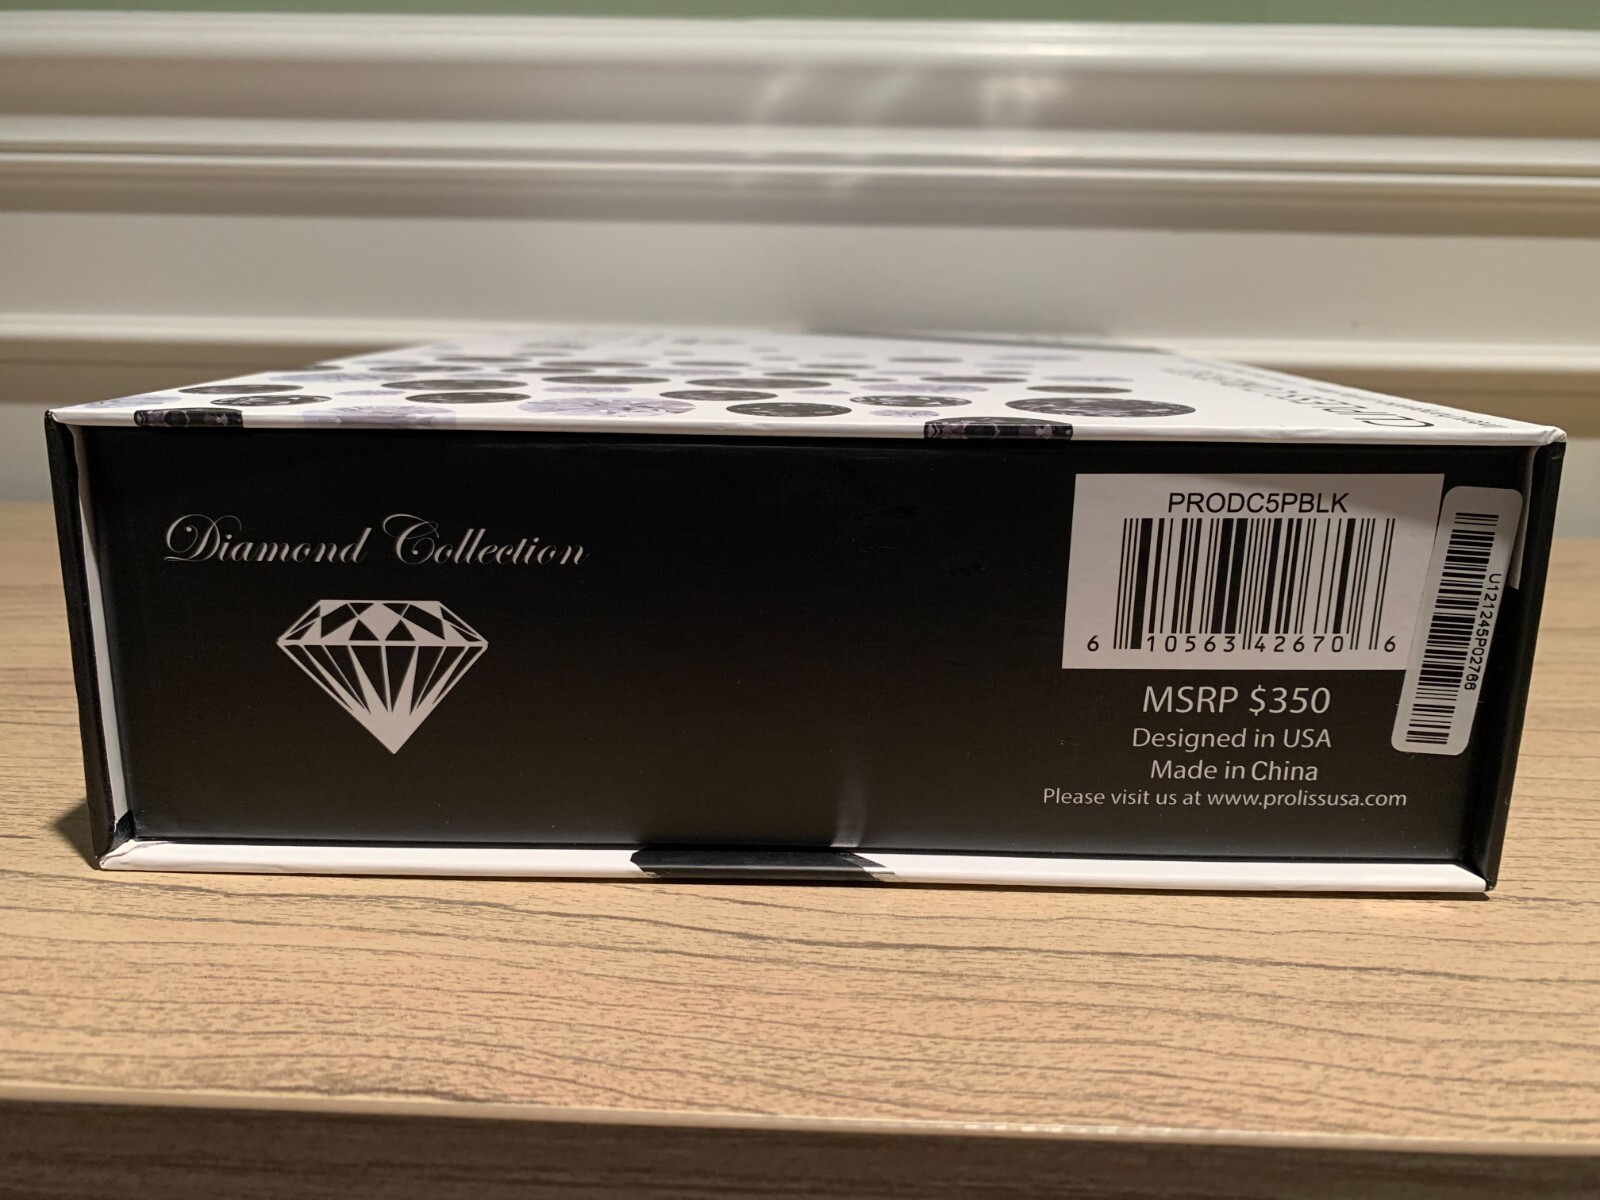 Diamond Collection
PRODC5PBLK
6 10563 42670 6
MSRP $350
Designed in USA
Made in China
Please visit us at www.prolissusa.com
U121245P02766